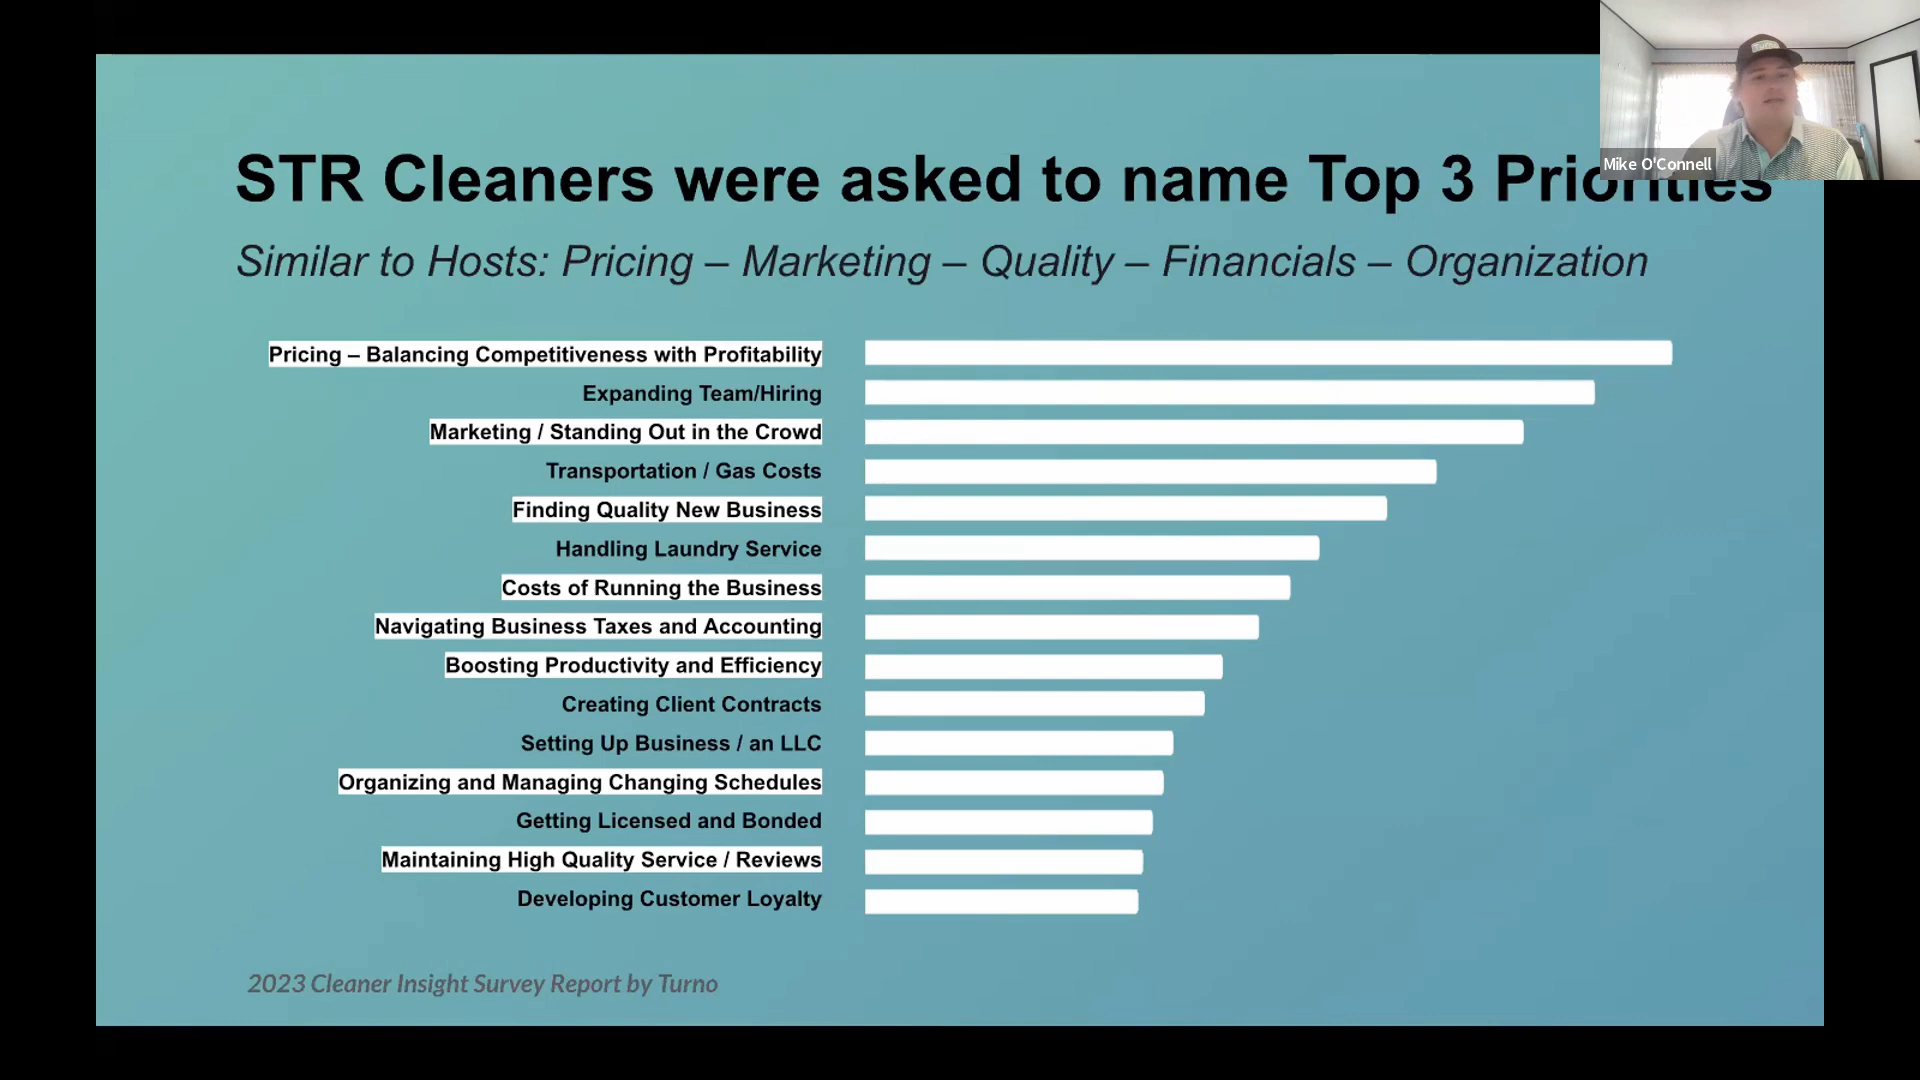 STR Cleaners were asked to name Top 3 Priorities
Similar to Hosts: Pricing – Marketing – Quality – Financials – Organization
Pricing – Balancing Competitiveness with Profitability
Expanding Team/Hiring
Marketing / Standing Out in the Crowd
Transportation / Gas Costs
Finding Quality New Business
Handling Laundry Service
Costs of Running the Business
Navigating Business Taxes and Accounting
Boosting Productivity and Efficiency
Creating Client Contracts
Setting Up Business / an LLC
Organizing and Managing Changing Schedules
Getting Licensed and Bonded
Maintaining High Quality Service / Reviews
Developing Customer Loyalty
2023 Cleaner Insight Survey Report by Turno
Turno
Mike O'Connell